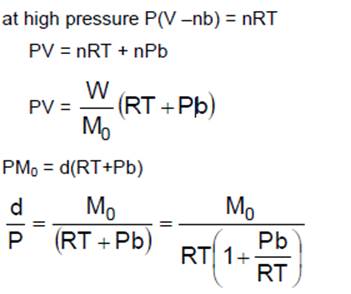 at high pressure P(V –nb) = nRT
PV = nRT + nPb
PV = W/M₀ (RT + Pb)
PM₀ = d(RT+Pb)
d/P = M₀/(RT + Pb) = M₀/RT(1 + Pb/RT)